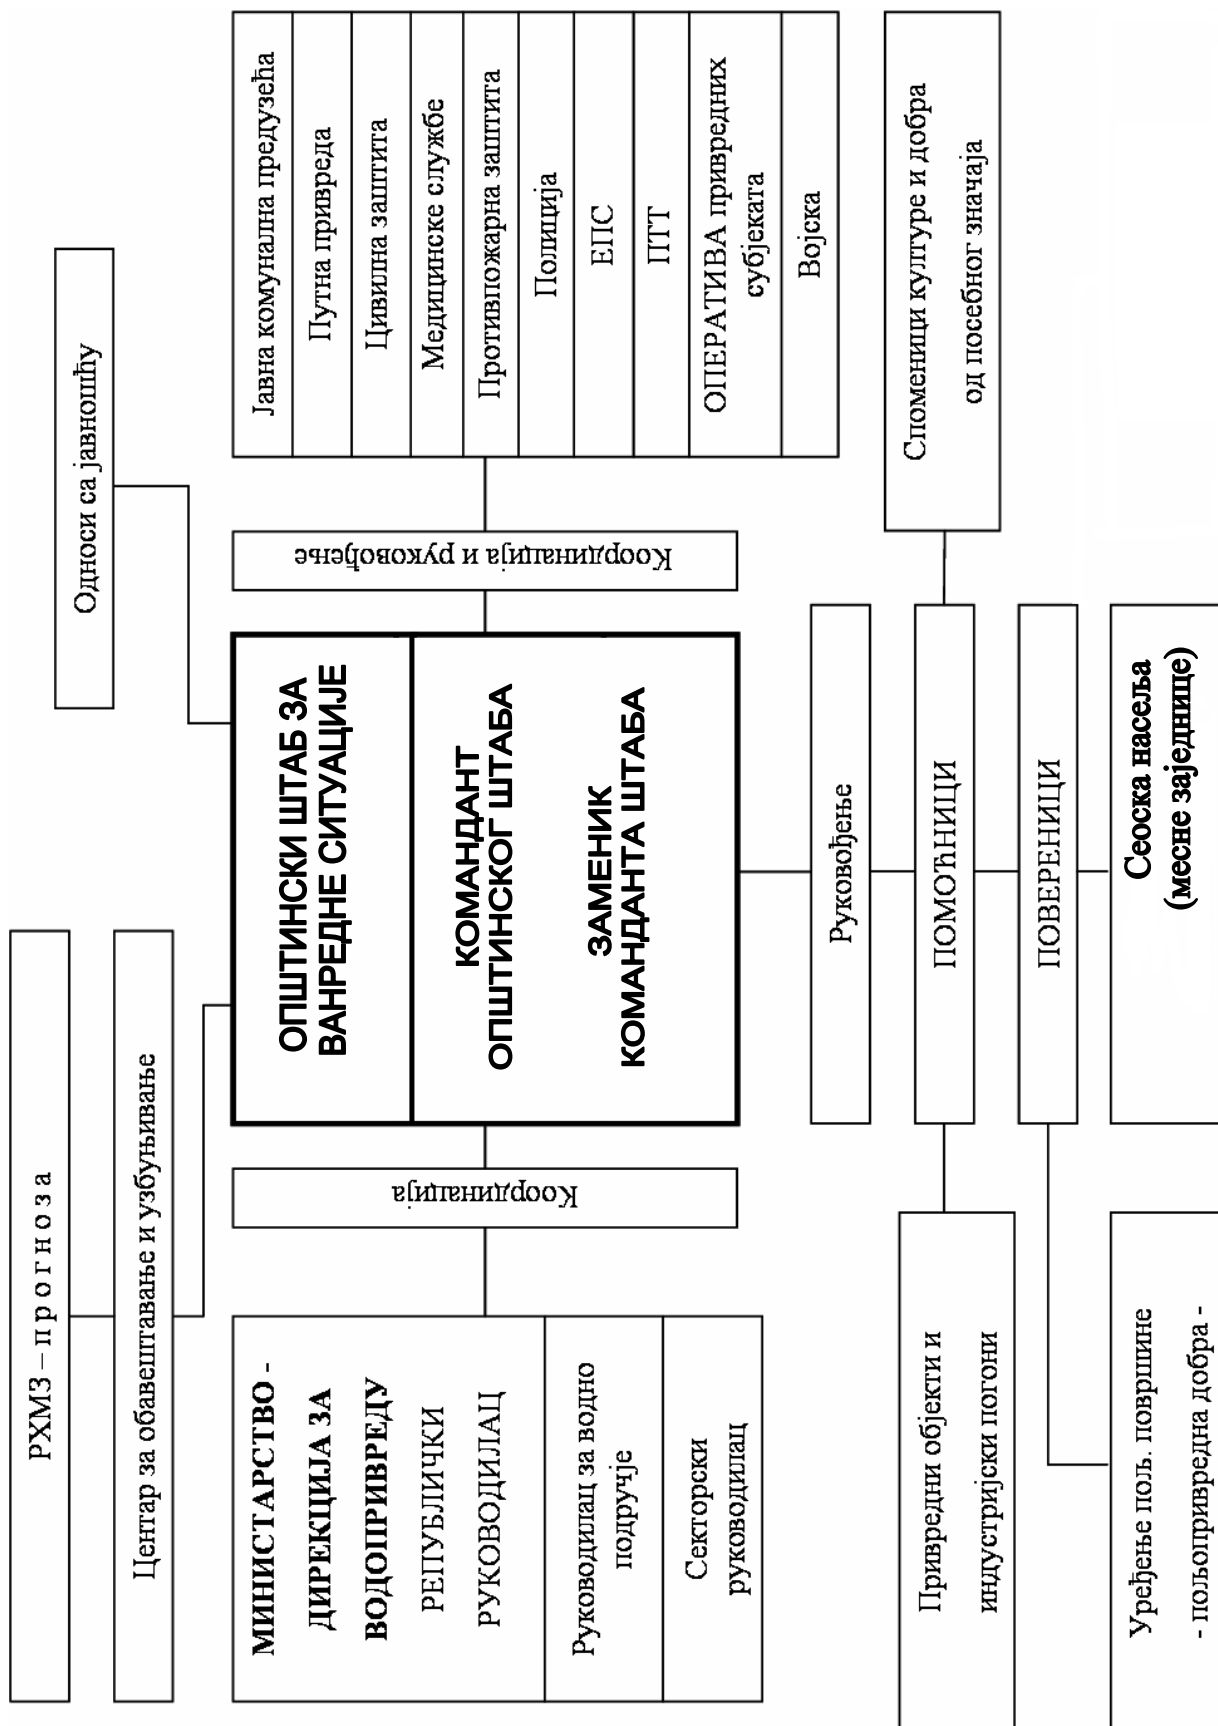 РХМЗ – п р о г н о з а
Центар за обавештавање и узбуњивање
Односи са јавношћу
МИНИСТАРСТВО -
ДИРЕКЦИЈА ЗА
ВОДОПРИВРЕДУ
РЕПУБЛИЧКИ
РУКОВОДИЛАЦ
Руководилац за водно
подручје
Секторски
руководилац
Координација
ОПШТИНСКИ ШТАБ ЗА
ВАНРЕДНЕ СИТУАЦИЈЕ
КОМАНДАНТ
ОПШТИНСКОГ ШТАБА
ЗАМЕНИК
КОМАНДАНТА ШТАБА
Координација и руковођење
Јавна комунална предузећа
Путна привреда
Цивилна заштита
Медицинске службе
Противпожарна заштита
Полиција
ЕПС
ПТТ
ОПЕРАТИВА привредних
субјеката
Војска
Руковођење
ПОМОЋНИЦИ
ПОВЕРЕНИЦИ
Привредни објекти и
индустријски погони
Споменици културе и добра
од посебног значаја
Уређење пољ. површине
- пољопривредна добра -
Сеоска насеља
(месне заједнице)